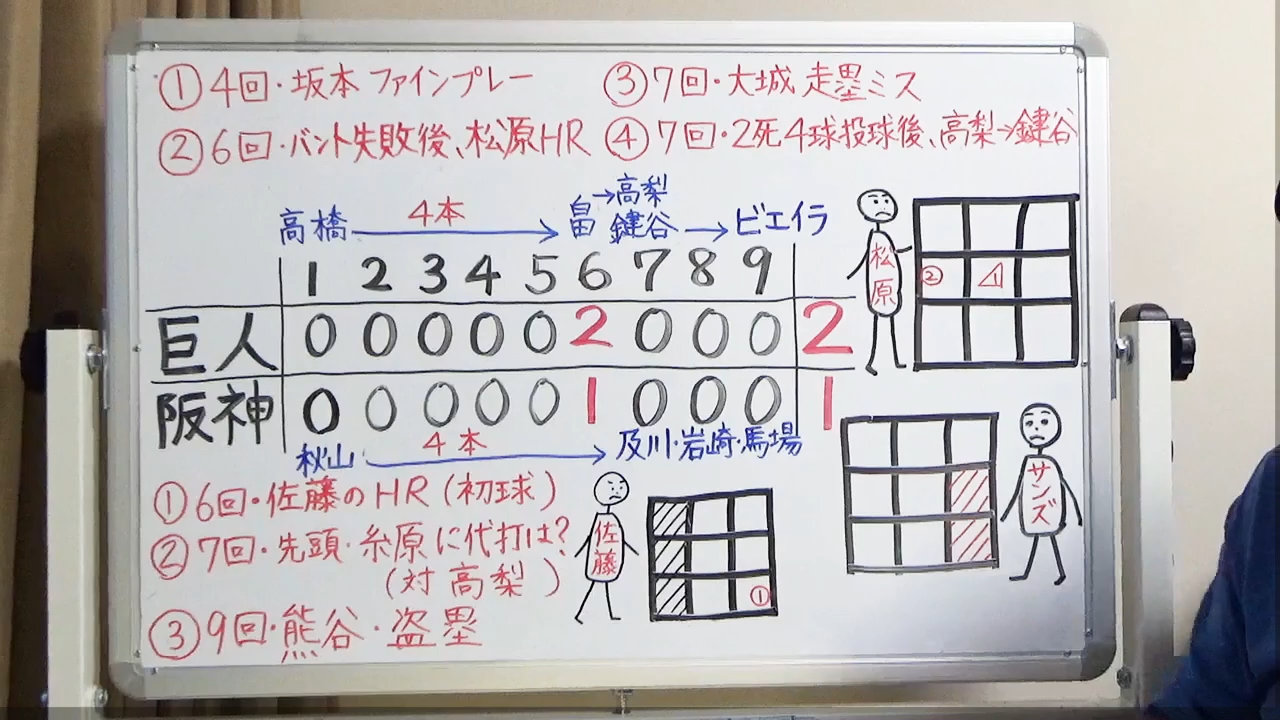 ①4回・坂本 ファインプレー
③7回・大城 走塁ミス
②6回・バント失敗後、松原HR
④7回・2死4球投球後、高梨→鍵谷
→高梨
高橋 4本 → 畠 鍵谷 → ビエイラ
1 2 3 4 5 6 7 8 9
巨人 0 0 0 0 0 2 0 0 0 2
阪神 0 0 0 0 0 1 0 0 0 1
秋山 4本 → 及川・岩崎・馬場
松原
② 1
①6回・佐藤のHR(初球)
②7回・先頭・糸原に代打は?
(対 高梨)
③9回・熊谷・盗塁
佐藤
①
サンズ